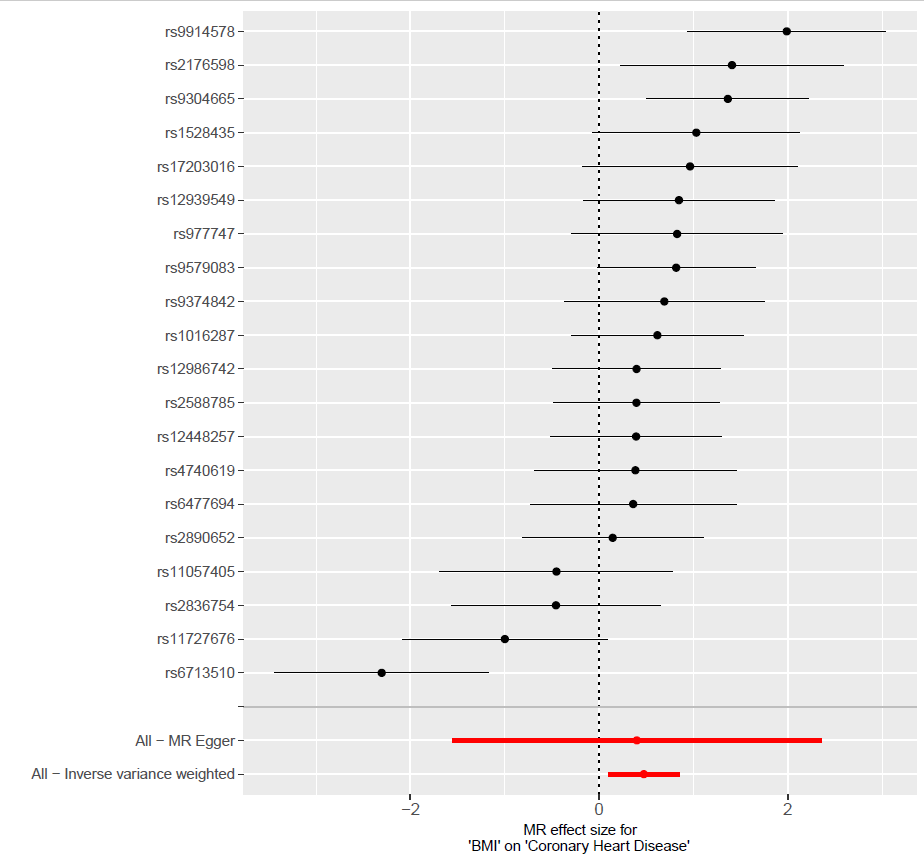 rs9914578
rs2176598
rs9304665
rs1528435
rs17203016
rs12939549
rs977747
rs9579083
rs9374842
rs1016287
rs12986742
rs2588785
rs12448257
rs4740619
rs6477694
rs2890652
rs11057405
rs2836754
rs11727676
rs6713510
All − MR Egger
All − Inverse variance weighted
−2 0 2
MR effect size for
'BMI' on 'Coronary Heart Disease'